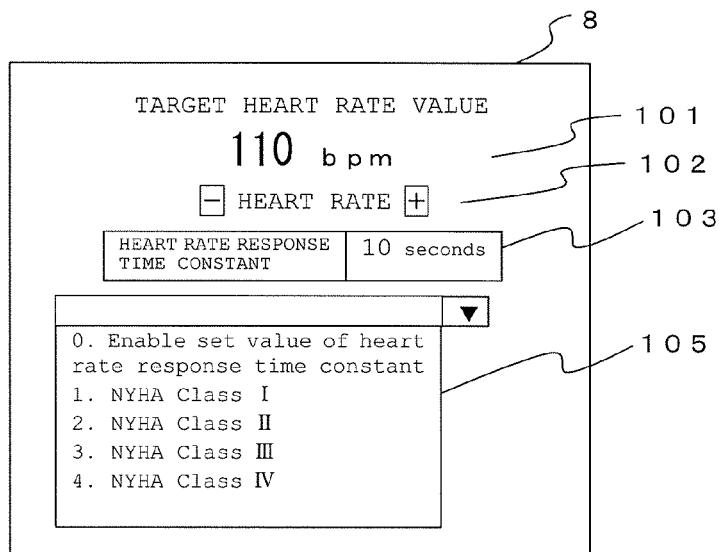 8
TARGET HEART RATE VALUE
101
110 bpm
102
− HEART RATE +
103
HEART RATE RESPONSE TIME CONSTANT
10 seconds
▼
0. Enable set value of heart
rate response time constant
105
1. NYHA Class Ⅰ
2. NYHA Class Ⅱ
3. NYHA Class Ⅲ
4. NYHA Class Ⅳ